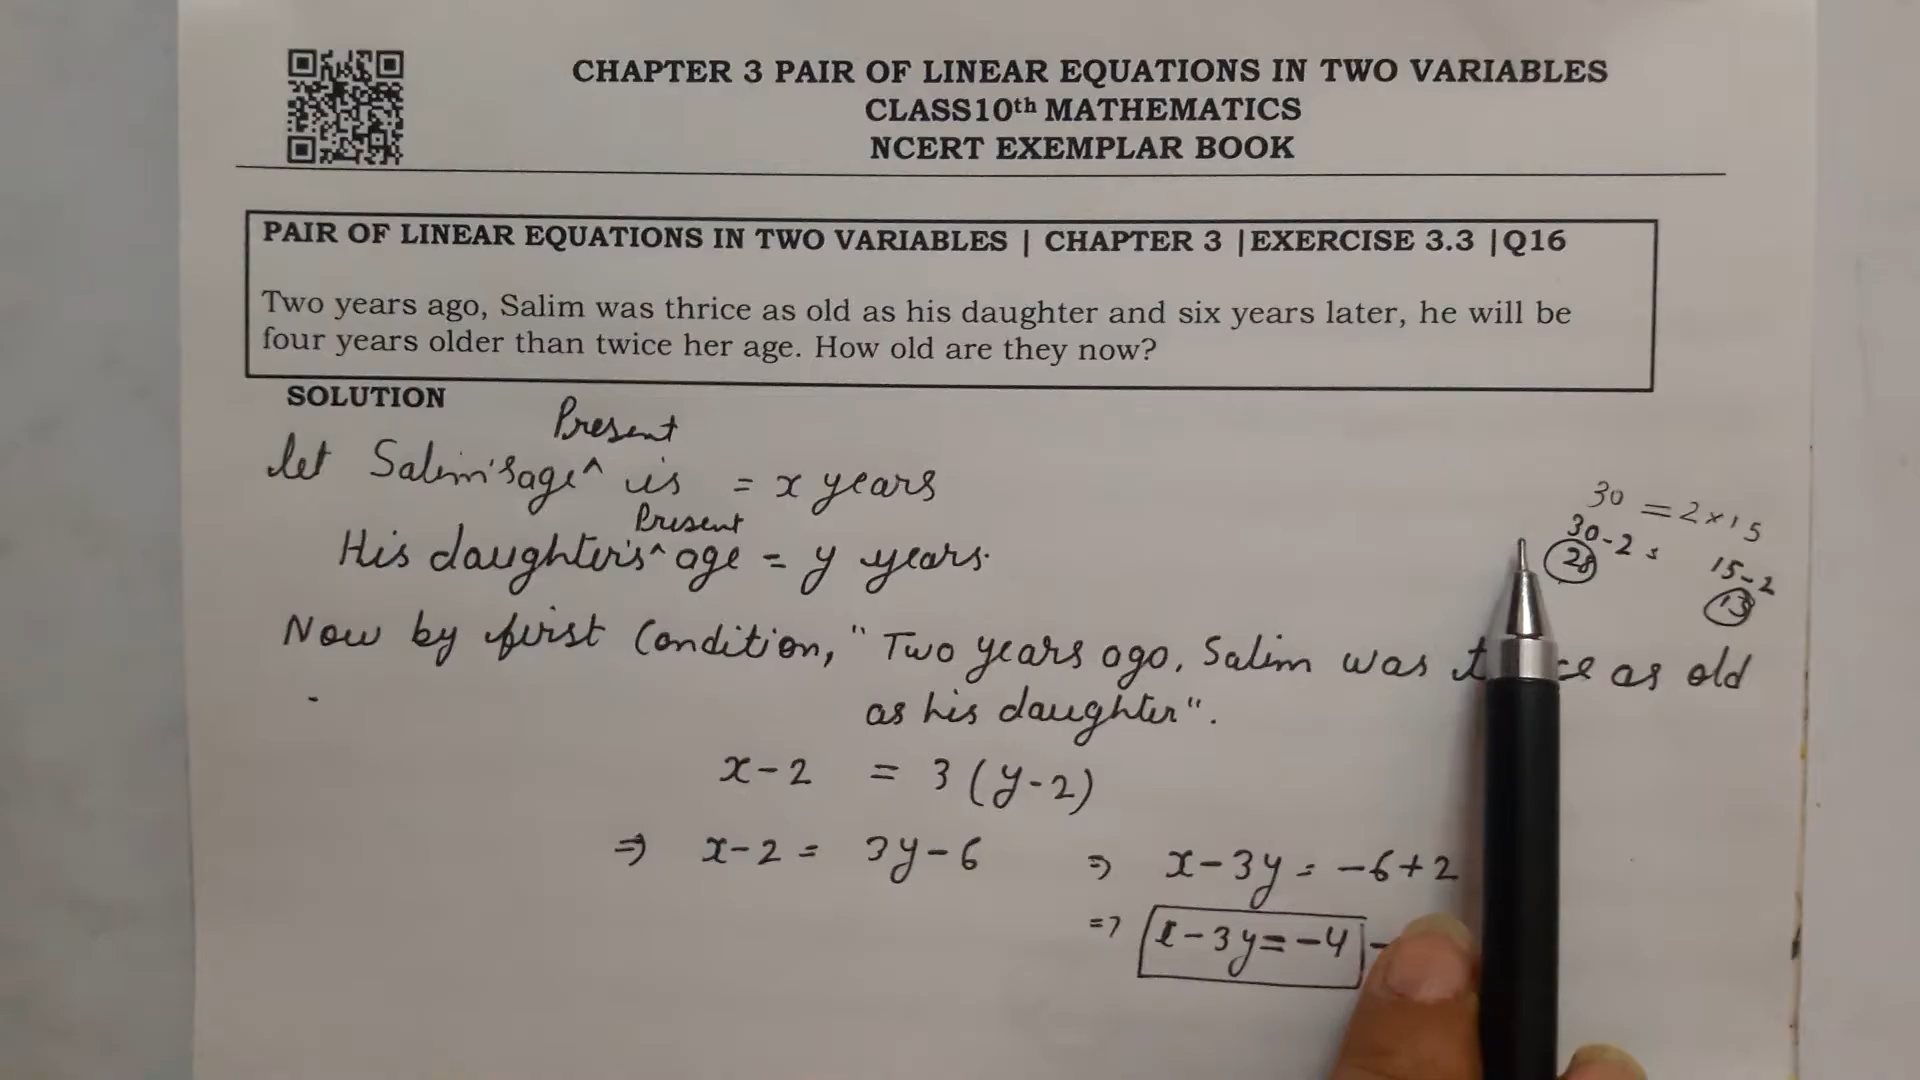 CHAPTER 3 PAIR OF LINEAR EQUATIONS IN TWO VARIABLES
CLASS10th MATHEMATICS
NCERT EXEMPLAR BOOK
PAIR OF LINEAR EQUATIONS IN TWO VARIABLES | CHAPTER 3 |EXERCISE 3.3 |Q16
Two years ago, Salim was thrice as old as his daughter and six years later, he will be
four years older than twice her age. How old are they now?
SOLUTION
Present
let Salim's age ^ is = x years
Present
His daughter's ^ age = y years.
30 = 2×15
30-2 =
28
15-2
13
Now by first Condition, "Two years ago, Salim was as old
as his daughter".
x-2 = 3(y-2)
⇒ x-2 = 3y-6 ⇒ x-3y = -6+2
⇒ x-3y=-4 -